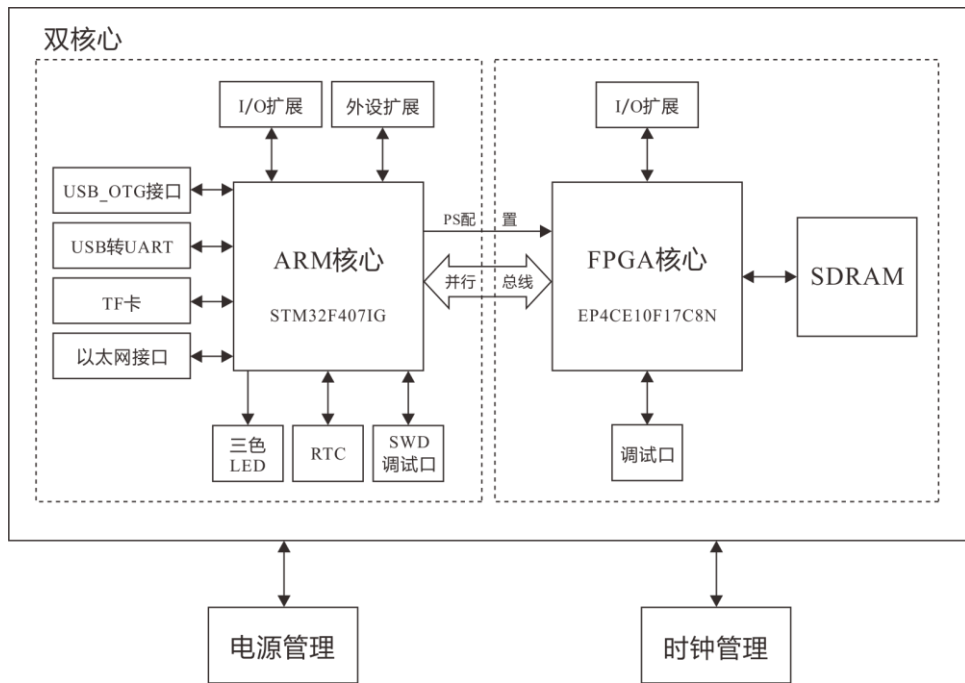 双核心
I/O扩展
外设扩展
I/O扩展
USB_OTG接口
USB转UART
TF卡
以太网接口
ARM核心
STM32F407IG
PS配 置
并行 总线
FPGA核心
EP4CE10F17C8N
SDRAM
三色
LED
RTC
SWD
调试口
调试口
电源管理
时钟管理